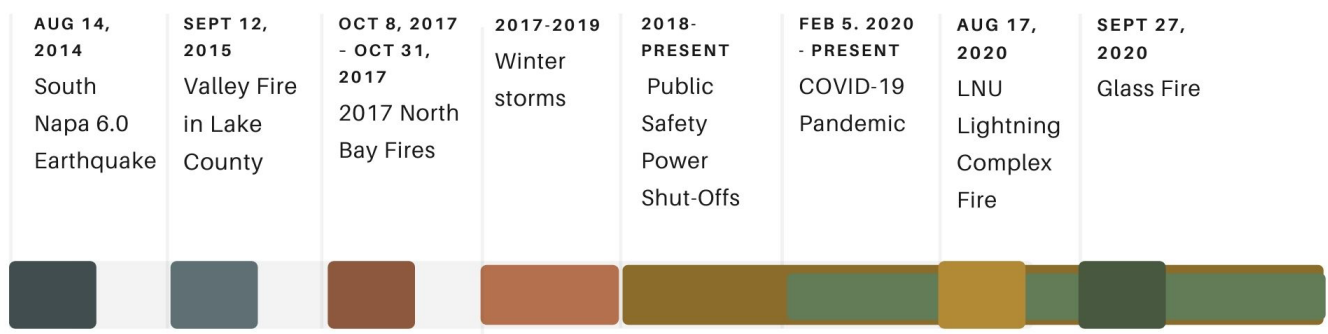 AUG 14,
2014
South
Napa 6.0
Earthquake
SEPT 12,
2015
Valley Fire
in Lake
County
OCT 8, 2017
- OCT 31,
2017
2017 North
Bay Fires
2017-2019
Winter
storms
2018-
PRESENT
Public
Safety
Power
Shut-Offs
FEB 5. 2020
- PRESENT
COVID-19
Pandemic
AUG 17,
2020
LNU
Lightning
Complex
Fire
SEPT 27,
2020
Glass Fire